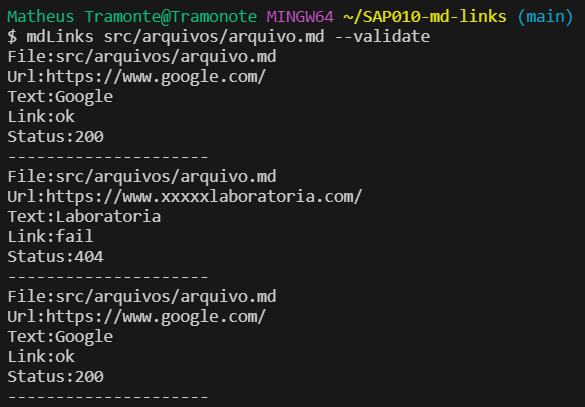 Matheus Tramonte@Tramonote MINGW64 ~/SAP010-md-links (main)
$ mdLinks src/arquivos/arquivo.md --validate
File:src/arquivos/arquivo.md
Url:https://www.google.com/
Text:Google
Link:ok
Status:200
---------------------
File:src/arquivos/arquivo.md
Url:https://www.xxxxxlaboratoria.com/
Text:Laboratoria
Link:fail
Status:404
---------------------
File:src/arquivos/arquivo.md
Url:https://www.google.com/
Text:Google
Link:ok
Status:200
---------------------